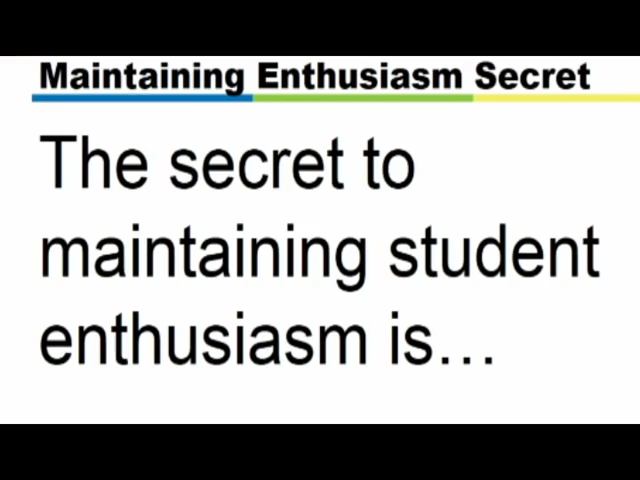 Maintaining Enthusiasm Secret
The secret to
maintaining student
enthusiasm is…